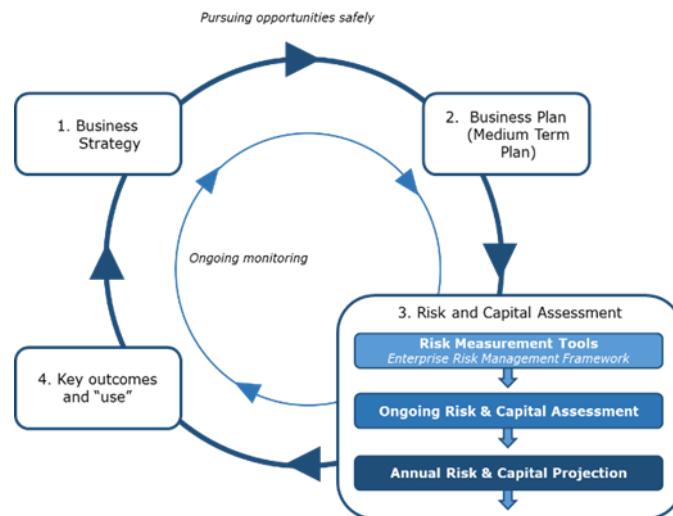 Pursuing opportunities safely
1. Business
Strategy
2. Business Plan
(Medium Term
Plan)
Ongoing monitoring
3. Risk and Capital Assessment
Risk Measurement Tools
Enterprise Risk Management Framework
4. Key outcomes
and “use”
Ongoing Risk & Capital Assessment
Annual Risk & Capital Projection